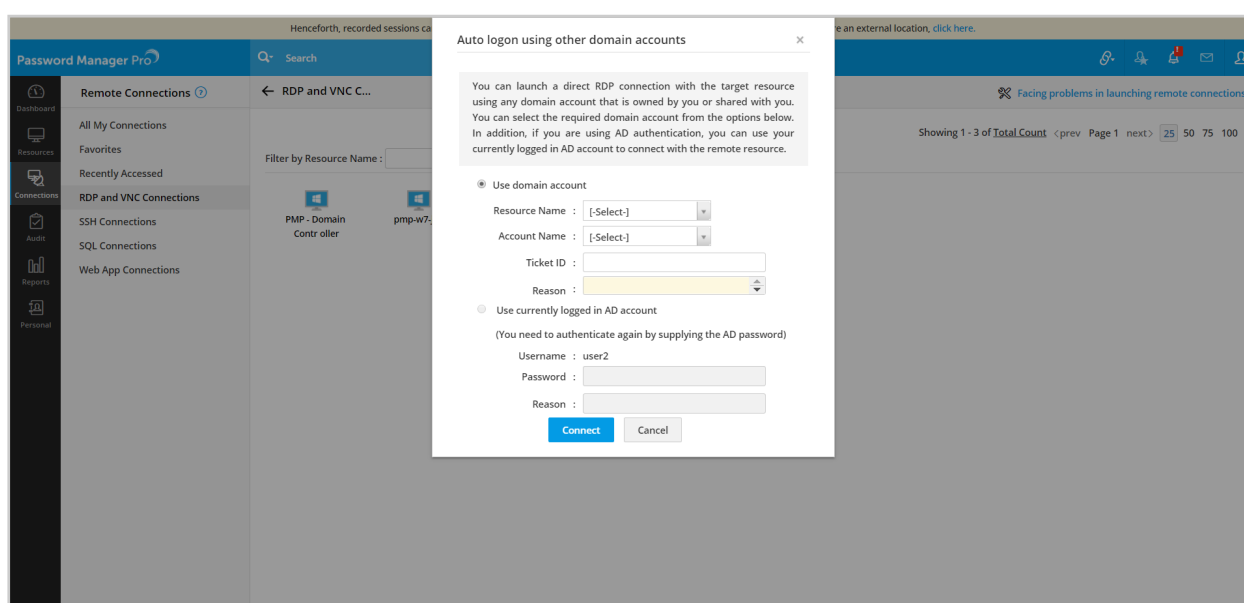 Henceforth, recorded sessions ca
re an external location, click here.
Password Manager Pro
Search
Dashboard
Resources
Connections
Audit
Reports
Personal
Remote Connections ?
All My Connections
Favorites
Recently Accessed
RDP and VNC Connections
SSH Connections
SQL Connections
Web App Connections
← RDP and VNC C...
Facing problems in launching remote connections
Showing 1 - 3 of Total Count <prev Page 1 next> 25 50 75 100
Filter by Resource Name :
PMP - Domain
Contr oller
pmp-w7-
Auto logon using other domain accounts ×
You can launch a direct RDP connection with the target resource
using any domain account that is owned by you or shared with you.
You can select the required domain account from the options below.
In addition, if you are using AD authentication, you can use your
currently logged in AD account to connect with the remote resource.
Use domain account
Resource Name : [-Select-]
Account Name : [-Select-]
Ticket ID :
Reason :
Use currently logged in AD account
(You need to authenticate again by supplying the AD password)
Username : user2
Password :
Reason :
Connect Cancel